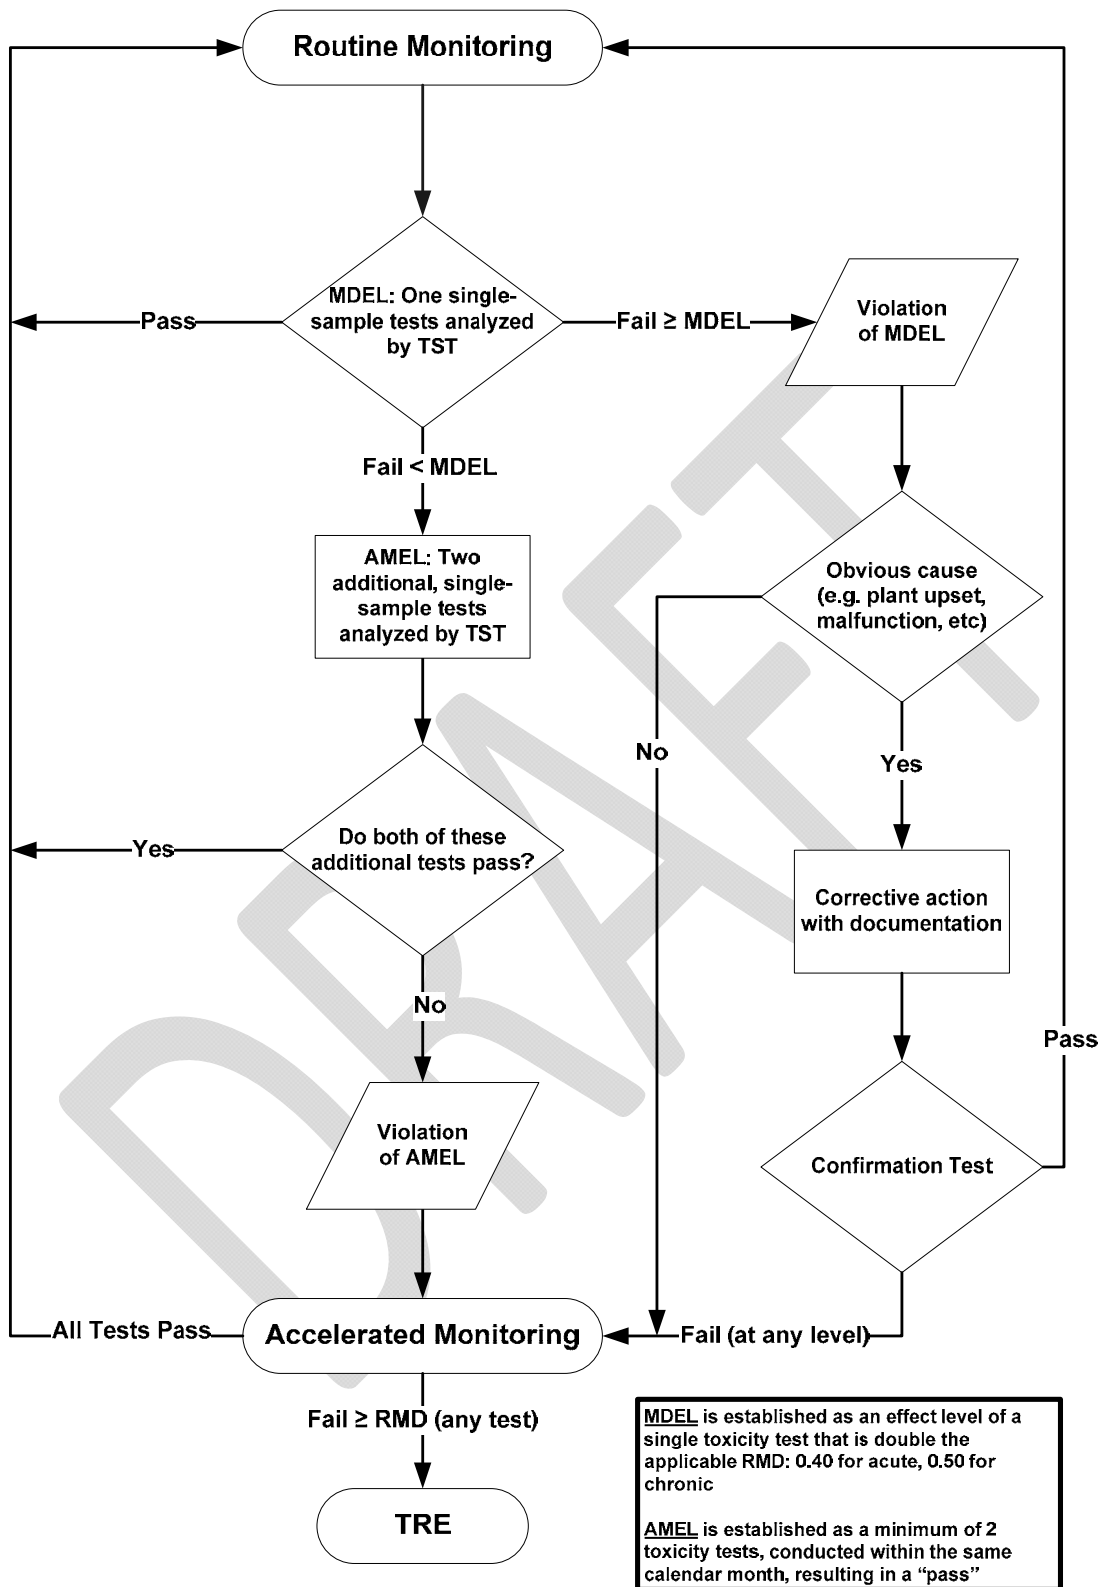 Routine Monitoring
MDEL: One single-
sample tests analyzed
by TST
Pass
Fail ≥ MDEL
Violation
of MDEL
Fail < MDEL
AMEL: Two
additional, single-
sample tests
analyzed by TST
Obvious cause
(e.g. plant upset,
malfunction, etc)
No
Yes
Do both of these
additional tests pass?
Yes
Corrective action
with documentation
No
Pass
Violation
of AMEL
Confirmation Test
All Tests Pass
Accelerated Monitoring
Fail (at any level)
Fail ≥ RMD (any test)
TRE
MDEL is established as an effect level of a
single toxicity test that is double the
applicable RMD: 0.40 for acute, 0.50 for
chronic
AMEL is established as a minimum of 2
toxicity tests, conducted within the same
calendar month, resulting in a “pass”
DRAFT